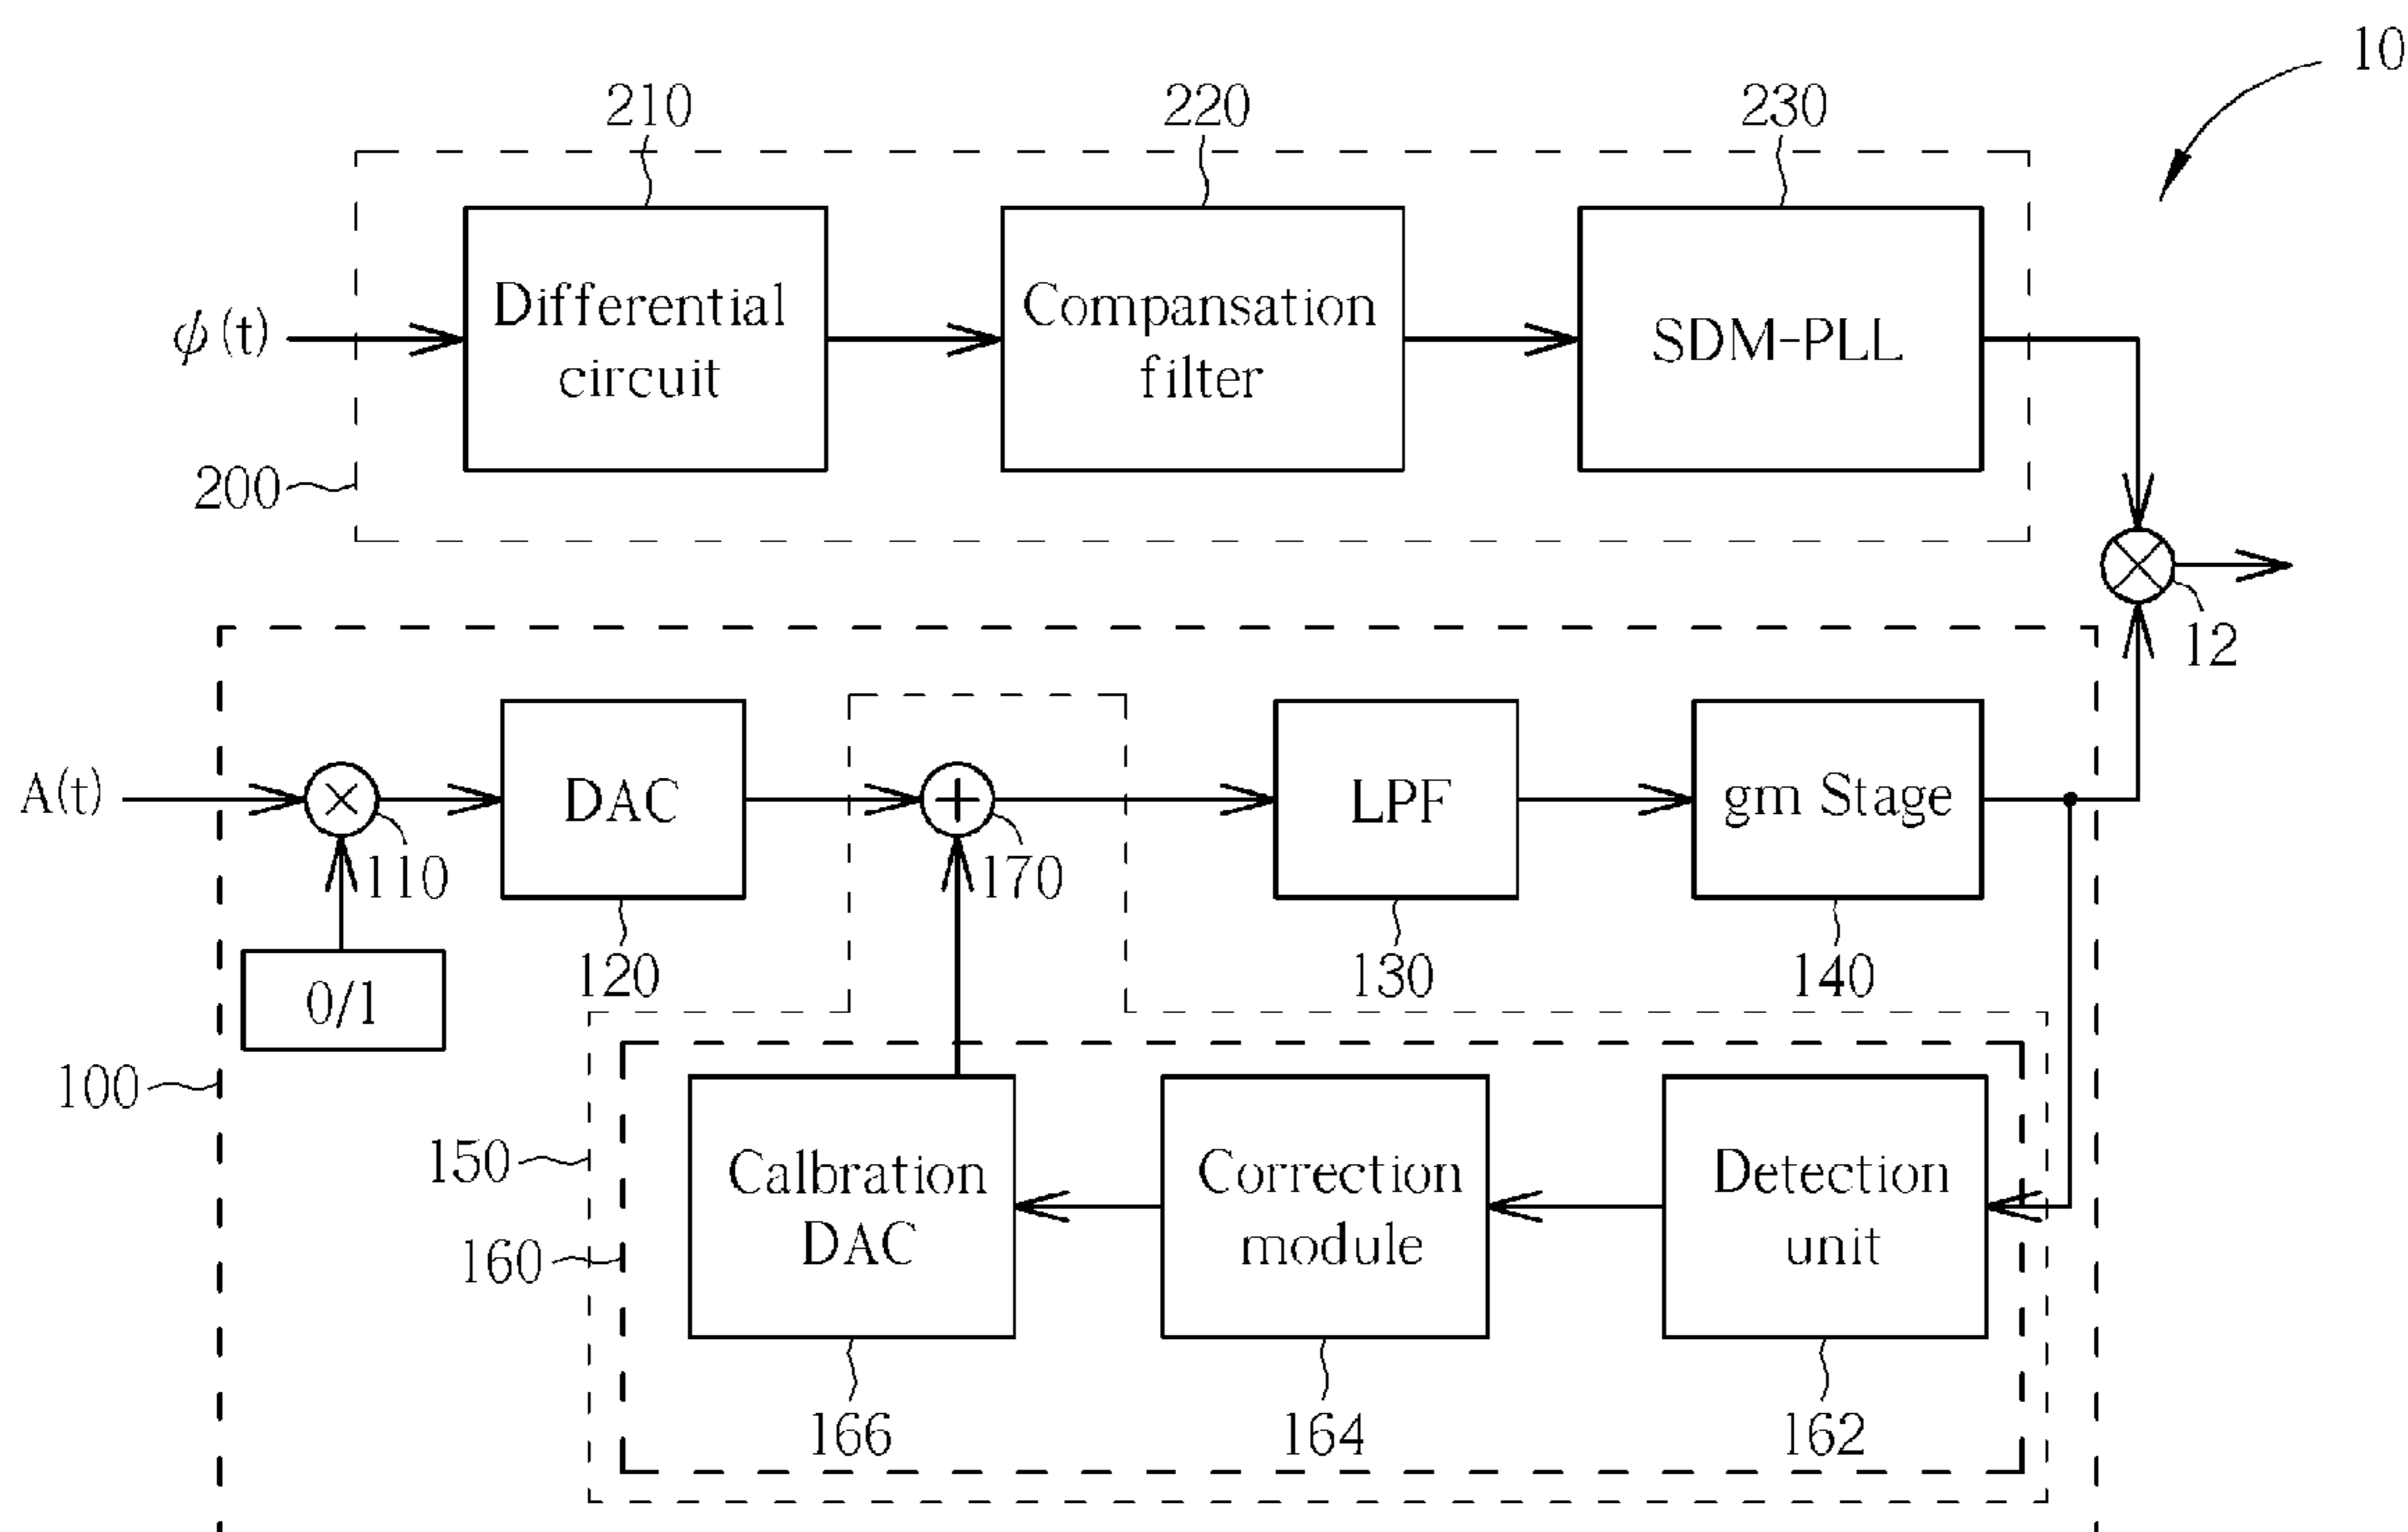 10
210
220
230
Differential
circuit
Compansation
filter
SDM-PLL
ϕ(t)
200
12
A(t)
DAC
LPF
gm Stage
110
170
120
130
140
0/1
100
150
160
Calbration
DAC
Correction
module
Detection
unit
166
164
162